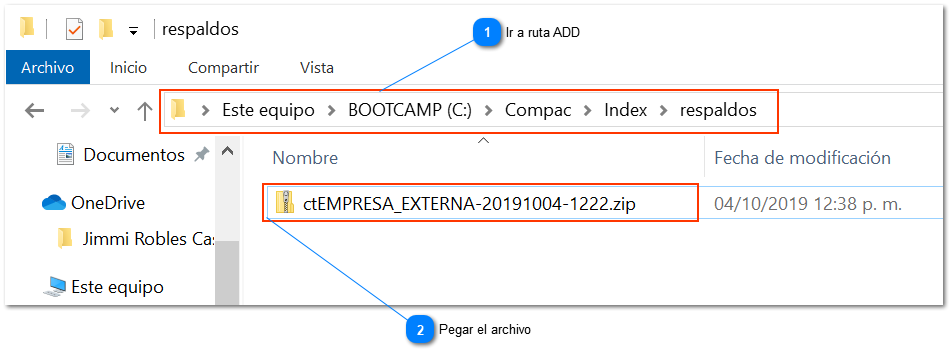 respaldos
1 Ir a ruta ADD
Archivo Inicio Compartir Vista
Este equipo BOOTCAMP (C:) Compac Index respaldos
Documentos
Nombre Fecha de modificación
OneDrive
ctEMPRESA_EXTERNA-20191004-1222.zip 04/10/2019 12:38 p. m.
Jimmi Robles Cas
Este equipo
2 Pegar el archivo